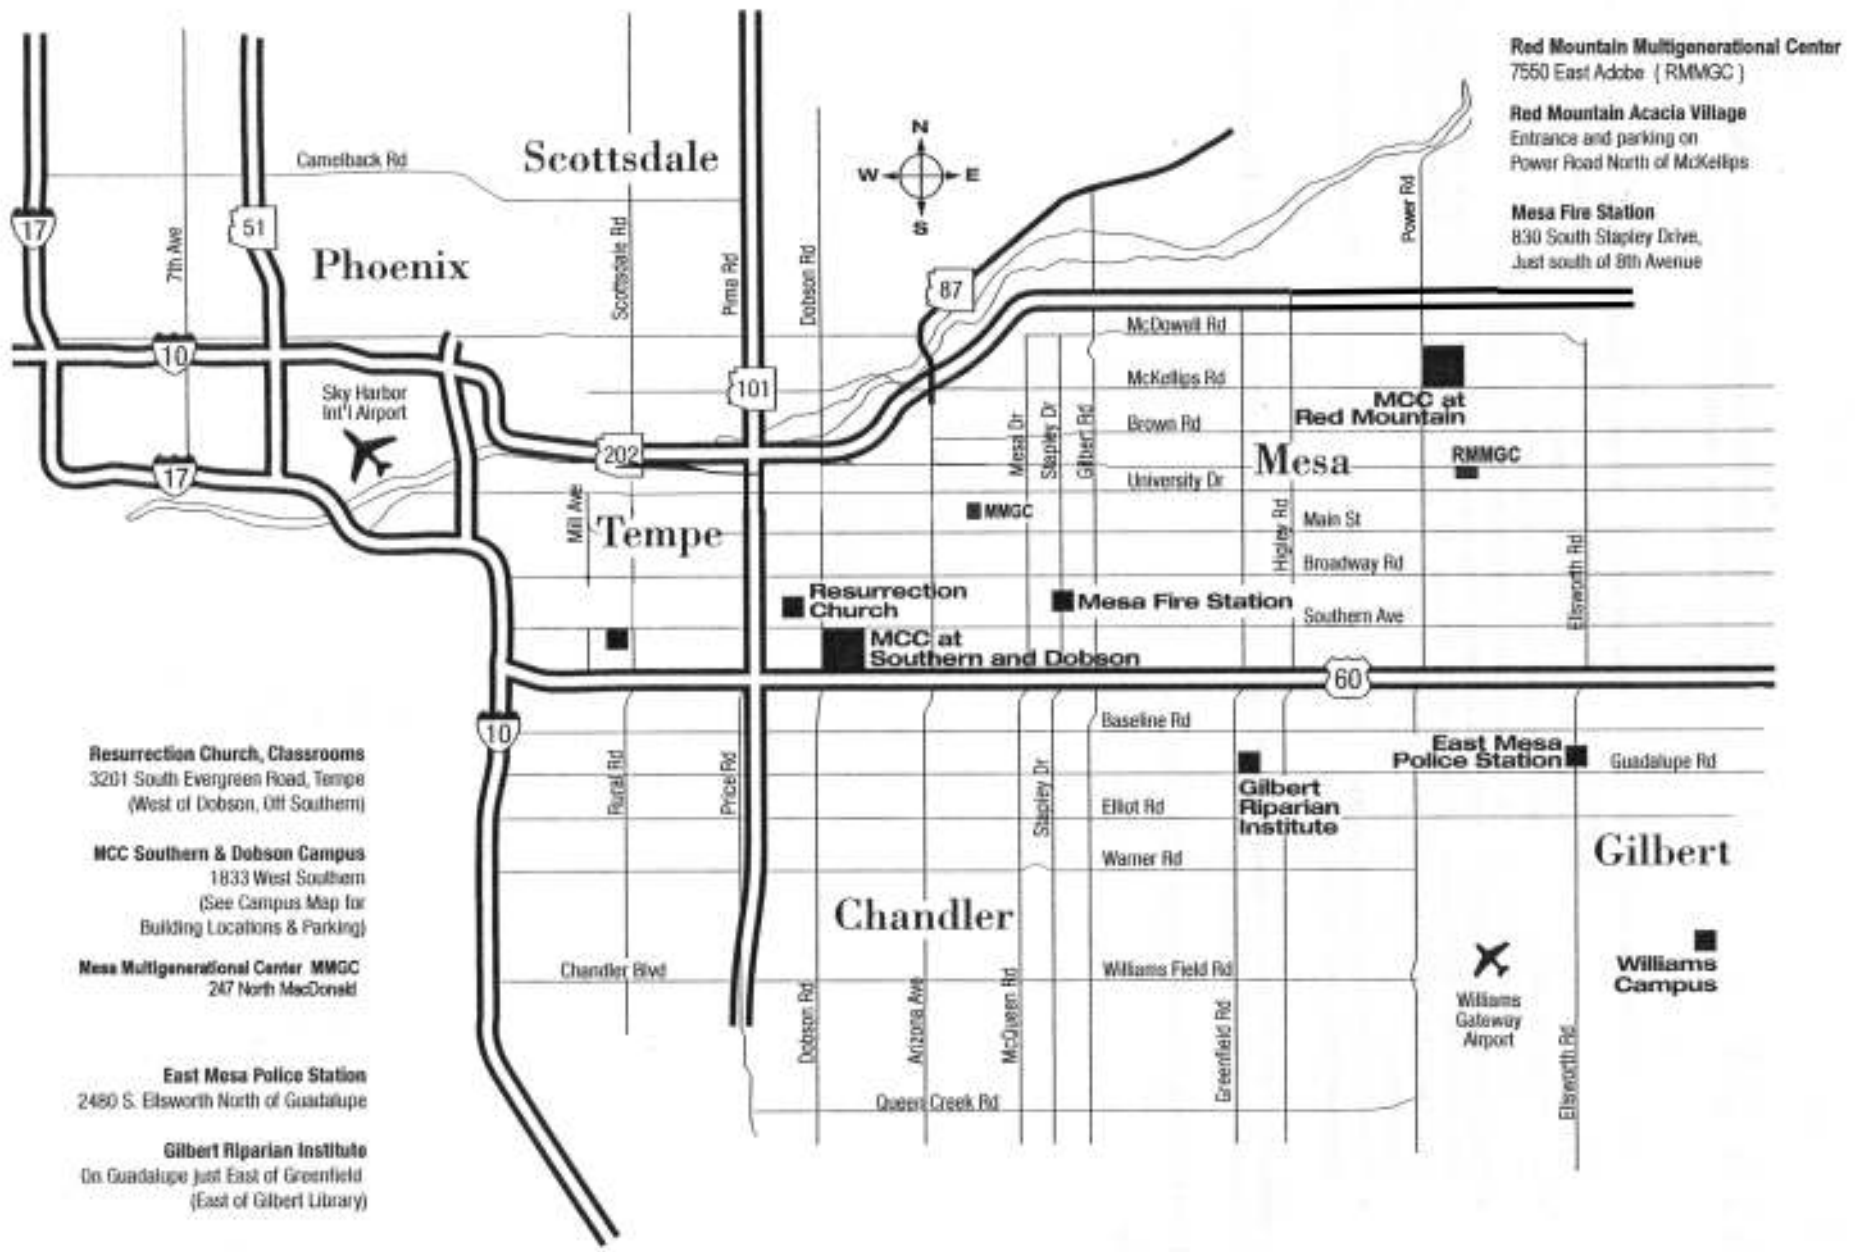 Red Mountain Multigenerational Center
7550 East Adobe ( RMMGC )
Red Mountain Acacia Village
Entrance and parking on
Power Road North of McKellips
Mesa Fire Station
830 South Stapley Drive,
Just south of 8th Avenue
N
W
E
S
Camelback Rd
Scottsdale
Phoenix
17
51
7th Ave
Scottsdale Rd
Pima Rd
Dobson Rd
87
Power Rd
10
McDowell Rd
Sky Harbor
Int'l Airport
101
McKellips Rd
MCC at
Red Mountain
Mesa Dr
Stapley Dr
Gilbert Rd
Brown Rd
202
Mesa
RMMGC
17
University Dr
Mill Ave
Tempe
MMGC
Higley Rd
Main St
Broadway Rd
Ellsworth Rd
Resurrection
Church
Mesa Fire Station
Southern Ave
MCC at
Southern and Dobson
60
10
Baseline Rd
East Mesa
Police Station
Guadalupe Rd
Rural Rd
Price Rd
Stapley Dr
Elliot Rd
Gilbert
Riparian
Institute
Warner Rd
Gilbert
Chandler
Chandler Blvd
Williams Field Rd
Williams
Campus
Williams
Gateway
Airport
Dobson Rd
Arizona Ave
McQueen Rd
Greenfield Rd
Ellsworth Rd
Queen Creek Rd
Resurrection Church, Classrooms
3201 South Evergreen Road, Tempe
(West of Dobson, Off Southern)
MCC Southern & Dobson Campus
1833 West Southern
(See Campus Map for
Building Locations & Parking)
Mesa Multigenerational Center MMGC
247 North MacDonald
East Mesa Police Station
2480 S. Ellsworth North of Guadalupe
Gilbert Riparian Institute
On Guadalupe just East of Greenfield
(East of Gilbert Library)